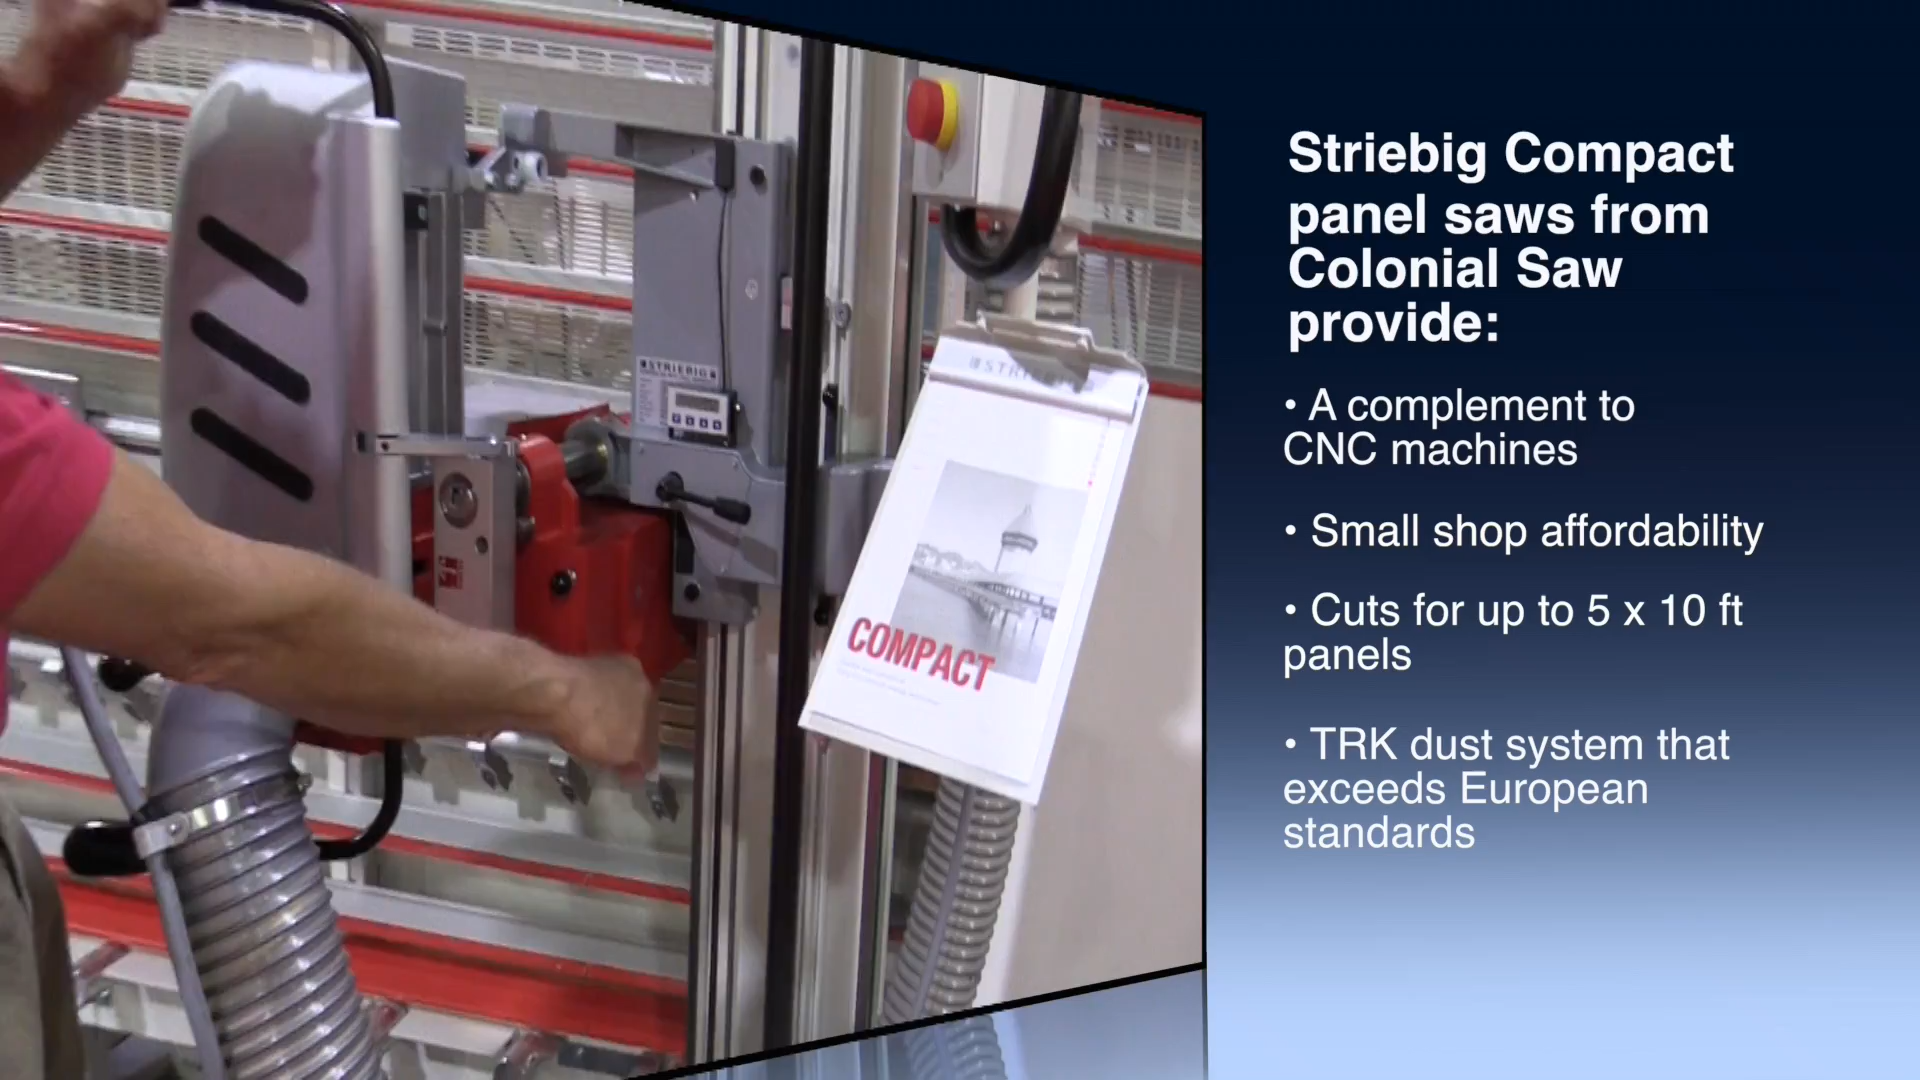 Striebig Compact
panel saws from
Colonial Saw
provide:
• A complement to
CNC machines
• Small shop affordability
• Cuts for up to 5 x 10 ft
panels
• TRK dust system that
exceeds European
standards
STRIEBIG
COMPACT